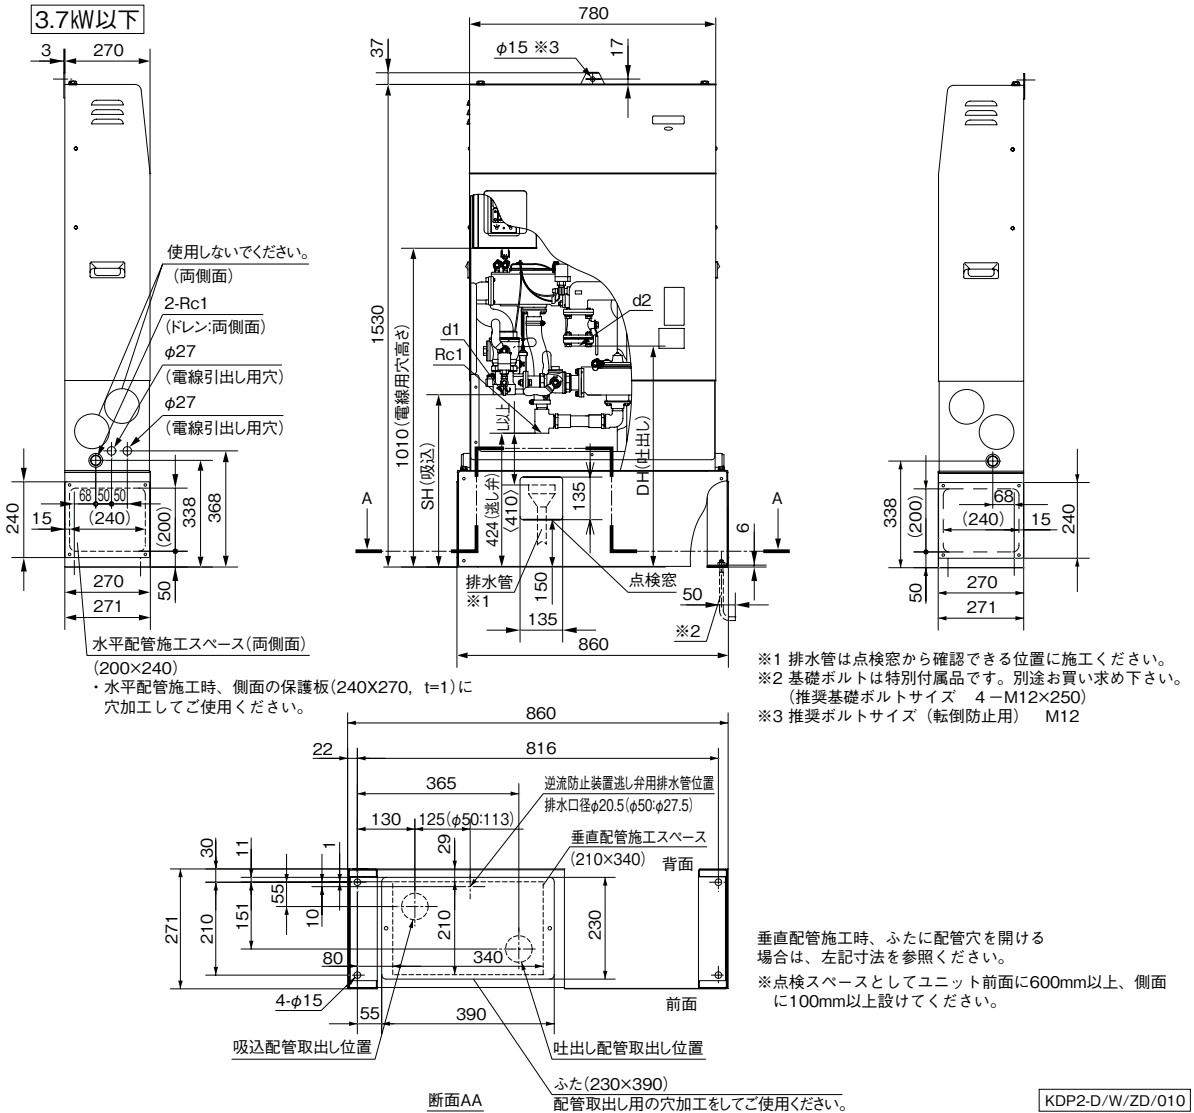 3.7kW以下
780
3
270
37
φ15 ※3
17
使用しないでください。
(両側面)
2-Rc1
(ドレン:両側面)
φ27
(電線引出し用穴)
φ27
(電線引出し用穴)
1530
1010(電線用穴高さ)
d1
Rc1
d2
L以上
SH(吸込)
424(逃し弁)
〈410〉
135
DH(吐出し)
A
A
6
240
15
68
50
50
(240)
(200)
338
368
270
271
50
排水管
※1
150
点検窓
135
50
※2
860
338
(200)
(240)
68
15
240
50
270
271
水平配管施工スペース(両側面)
(200×240)
・水平配管施工時、側面の保護板(240X270, t=1)に
穴加工してご使用ください。
※1 排水管は点検窓から確認できる位置に施工ください。
※2 基礎ボルトは特別付属品です。別途お買い求め下さい。
(推奨基礎ボルトサイズ 4－M12×250)
※3 推奨ボルトサイズ（転倒防止用） M12
860
22
816
365
逆流防止装置逃し弁用排水管位置
排水口径φ20.5(φ50:φ27.5)
130
125(φ50:113)
垂直配管施工スペース
(210×340)
背面
30
11
1
29
271
210
151
55
10
210
230
80
340
4-φ15
55
390
前面
吸込配管取出し位置
吐出し配管取出し位置
ふた(230×390)
配管取出し用の穴加工をしてご使用ください。
断面AA
垂直配管施工時、ふたに配管穴を開ける
場合は、左記寸法を参照ください。
※点検スペースとしてユニット前面に600mm以上、側面
に100mm以上設けてください。
KDP2-D/W/ZD/010